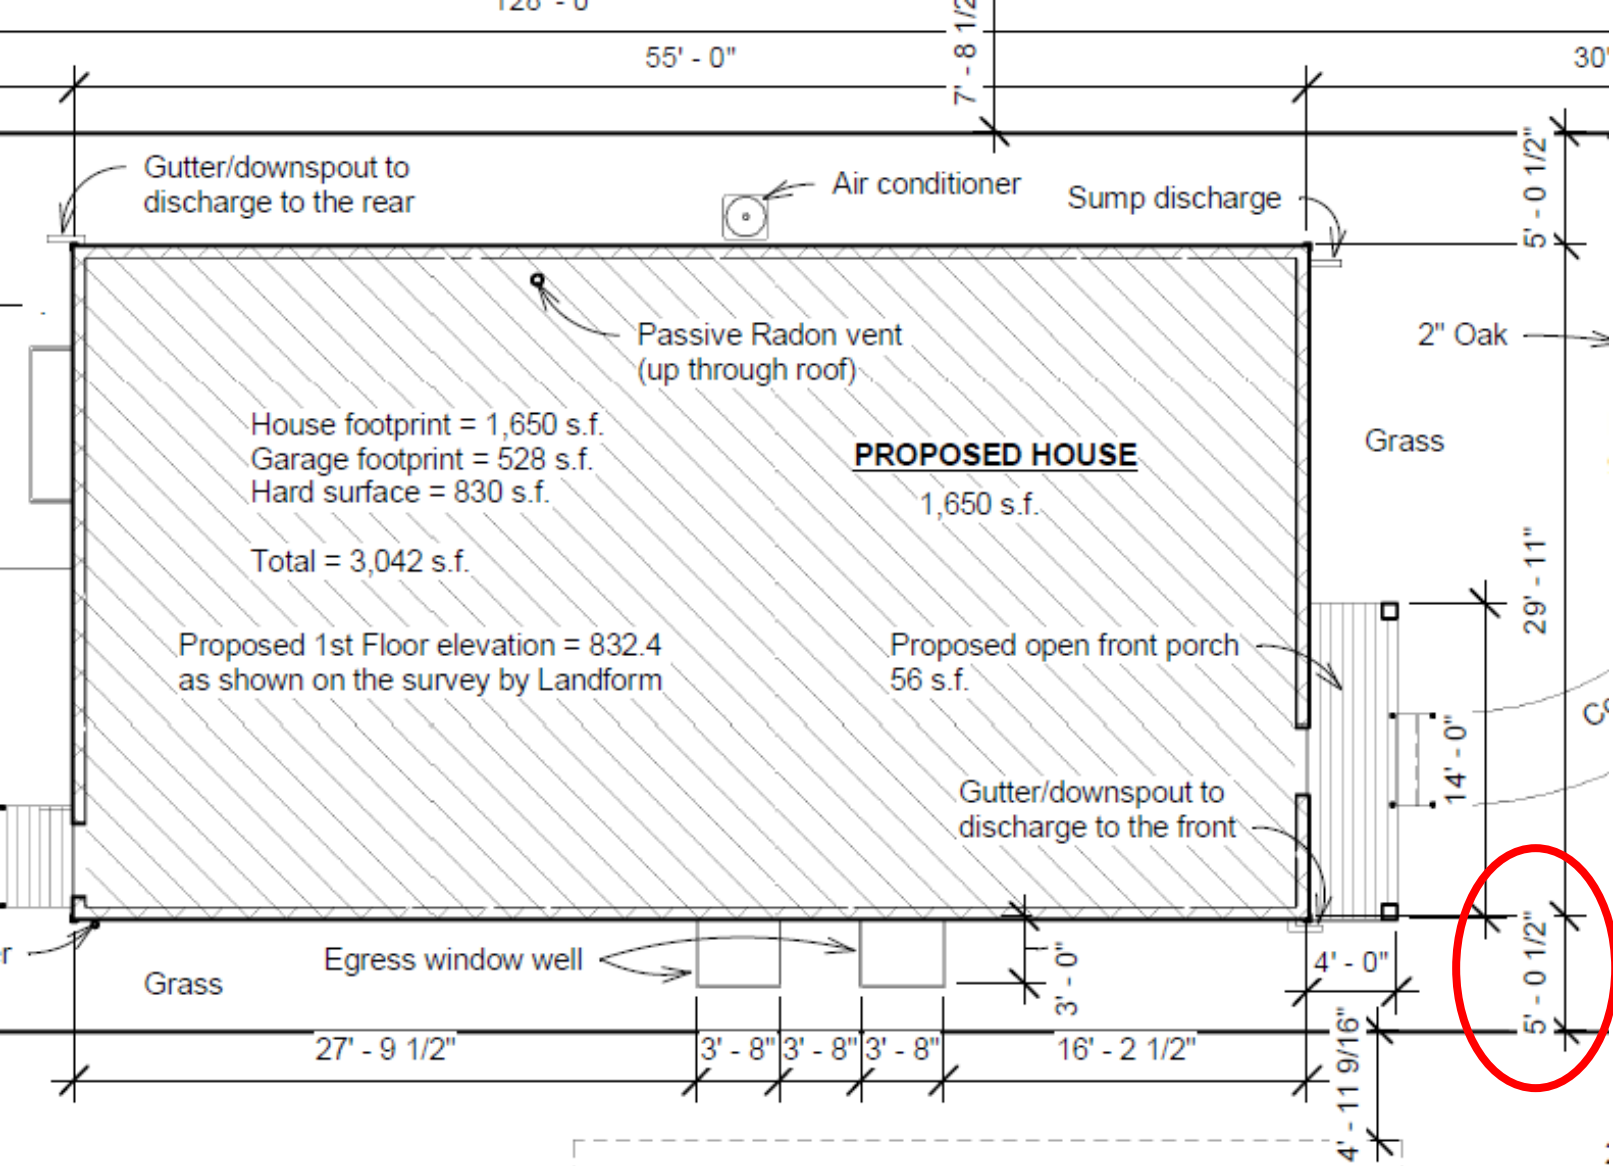 128' - 0"
55' - 0"
30'
7' - 8 1/2
Gutter/downspout to
discharge to the rear
Air conditioner
Sump discharge
5' - 0 1/2"
Passive Radon vent
(up through roof)
2" Oak
House footprint = 1,650 s.f.
Garage footprint = 528 s.f.
Hard surface = 830 s.f.
Total = 3,042 s.f.
PROPOSED HOUSE
1,650 s.f.
Grass
29' - 11"
Proposed 1st Floor elevation = 832.4
as shown on the survey by Landform
Proposed open front porch
56 s.f.
14' - 0"
Gutter/downspout to
discharge to the front
Egress window well
Grass
3' - 0"
4' - 0"
5' - 0 1/2"
27' - 9 1/2"
3' - 8"
3' - 8"
3' - 8"
16' - 2 1/2"
4' - 11 9/16"